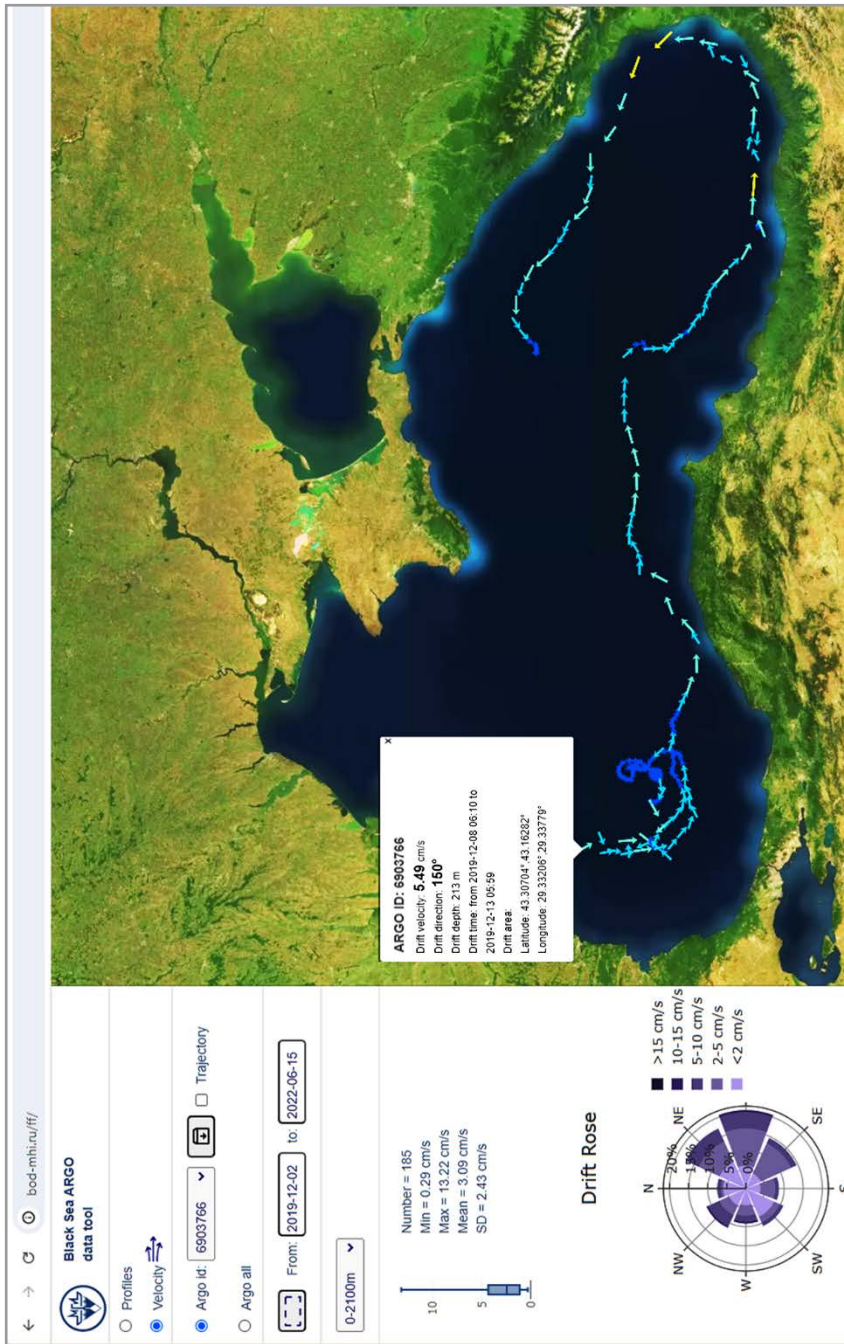 bod-mhi.ru/ff/
Black Sea ARGO
data tool
Profiles
Velocity
Argo id: 6903766
Trajectory
Argo all
From: 2019-12-02 to: 2022-06-15
0-2100m
10
5
0
Number = 185
Min = 0.29 cm/s
Max = 13.22 cm/s
Mean = 3.09 cm/s
SD = 2.43 cm/s
Drift Rose
N
NE
SE
S
SW
W
NW
20%
15%
10%
5%
0%
>15 cm/s
10-15 cm/s
5-10 cm/s
2-5 cm/s
<2 cm/s
x
ARGO ID: 6903766
Drift velocity: 5.49 cm/s
Drift direction: 150°
Drift depth: 213 m
Drift time: from 2019-12-08 06:10 to
2019-12-13 05:59
Drift area:
Latitude: 43.30704°,43.16282°
Longitude: 29.33206°,29.33779°